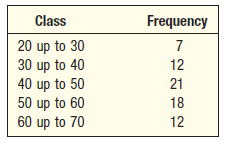 Class Frequency
20 up to 30 7
30 up to 40 12
40 up to 50 21
50 up to 60 18
60 up to 70 12